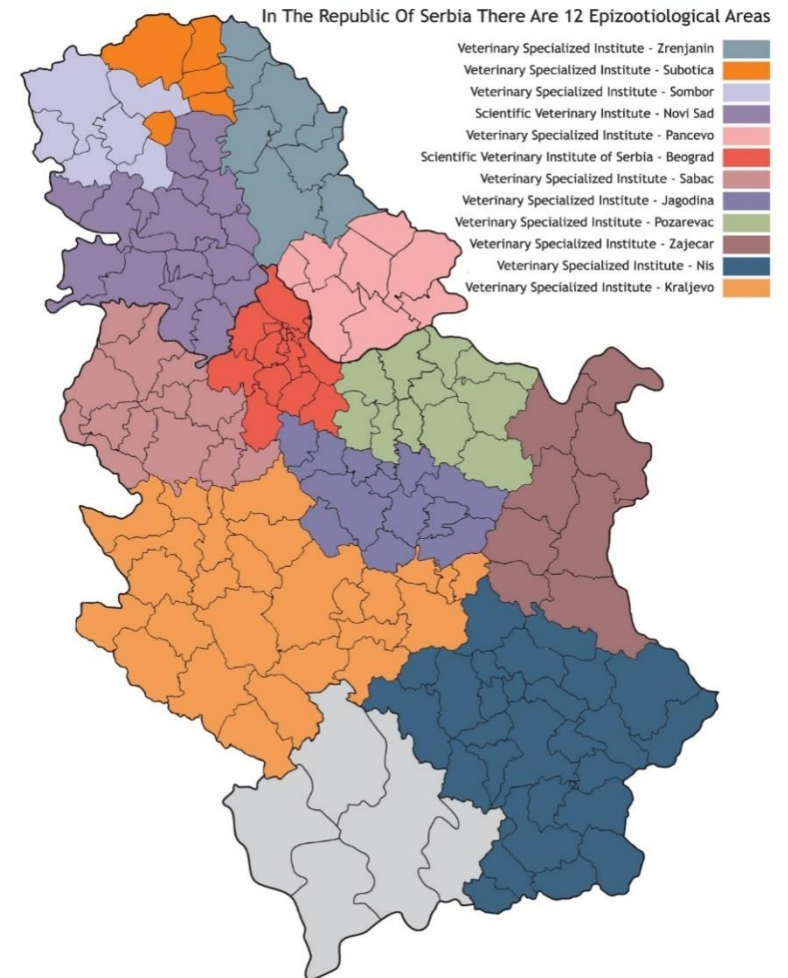 In The Republic Of Serbia There Are 12 Epizootiological Areas
Veterinary Specialized Institute - Zrenjanin
Veterinary Specialized Institute - Subotica
Veterinary Specialized Institute - Sombor
Scientific Veterinary Institute - Novi Sad
Veterinary Specialized Institute - Pancevo
Scientific Veterinary Institute of Serbia - Beograd
Veterinary Specialized Institute - Sabac
Veterinary Specialized Institute - Jagodina
Veterinary Specialized Institute - Pozarevac
Veterinary Specialized Institute - Zajecar
Veterinary Specialized Institute - Nis
Veterinary Specialized Institute - Kraljevo